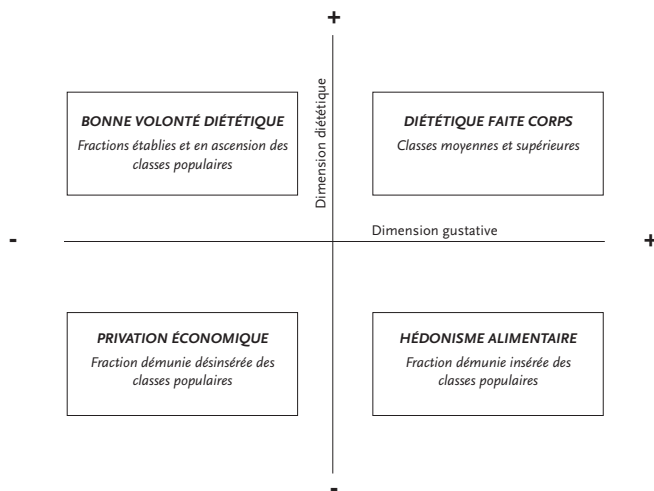 +
Dimension diététique
BONNE VOLONTÉ DIÉTÉTIQUE
Fractions établies et en ascension des
classes populaires
DIÉTÉTIQUE FAITE CORPS
Classes moyennes et supérieures
-
Dimension gustative
+
PRIVATION ÉCONOMIQUE
Fraction démunie désinsérée des
classes populaires
HÉDONISME ALIMENTAIRE
Fraction démunie insérée des
classes populaires
-